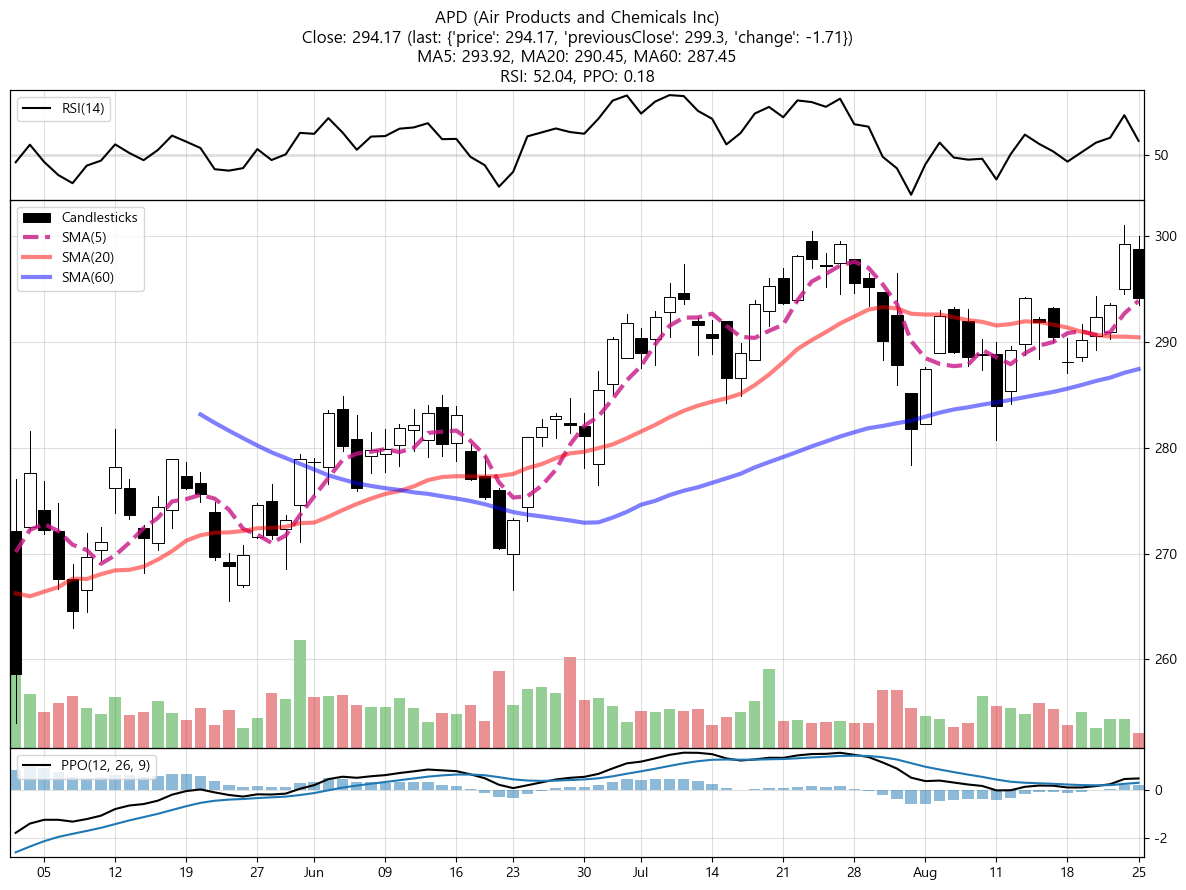 APD (Air Products and Chemicals Inc)
Close: 294.17 (last: {'price': 294.17, 'previousClose': 299.3, 'change': -1.71})
MA5: 293.92, MA20: 290.45, MA60: 287.45
RSI: 52.04, PPO: 0.18
RSI(14)
50
Candlesticks
SMA(5)
SMA(20)
SMA(60)
300
290
280
270
260
PPO(12, 26, 9)
0
-2
05 12 19 27 Jun 09 16 23 30 Jul 14 21 28 Aug 11 18 25